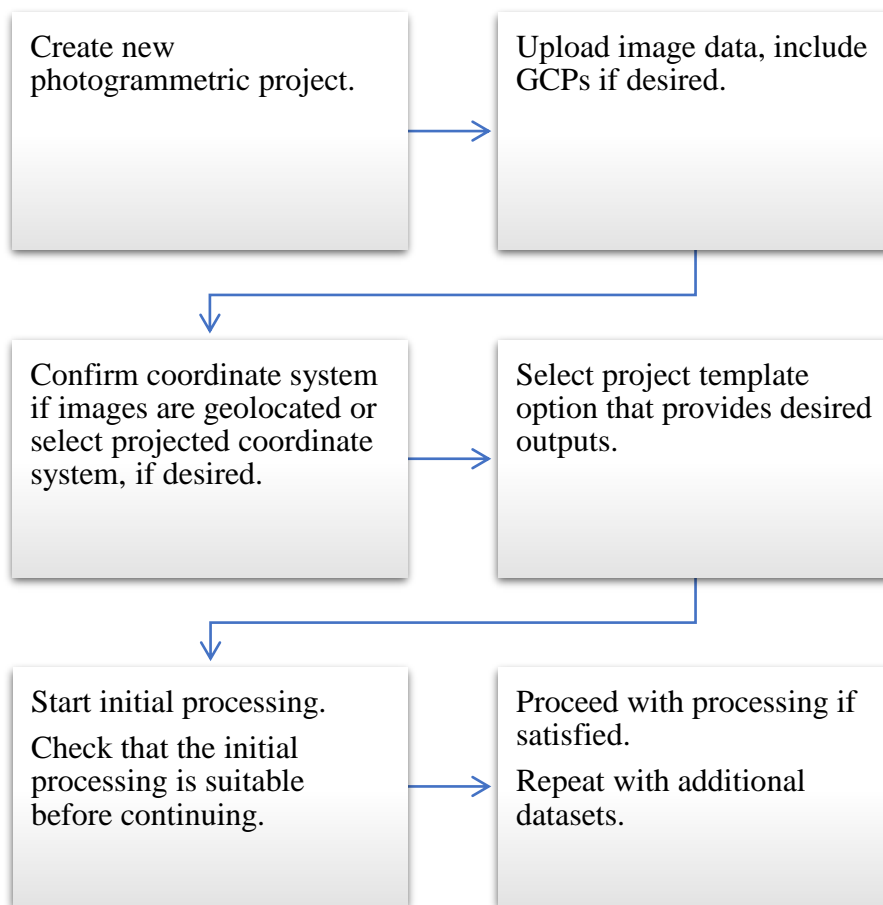 Create new
photogrammetric project.
Upload image data, include
GCPs if desired.
Confirm coordinate system
if images are geolocated or
select projected coordinate
system, if desired.
Select project template
option that provides desired
outputs.
Start initial processing.
Check that the initial
processing is suitable
before continuing.
Proceed with processing if
satisfied.
Repeat with additional
datasets.